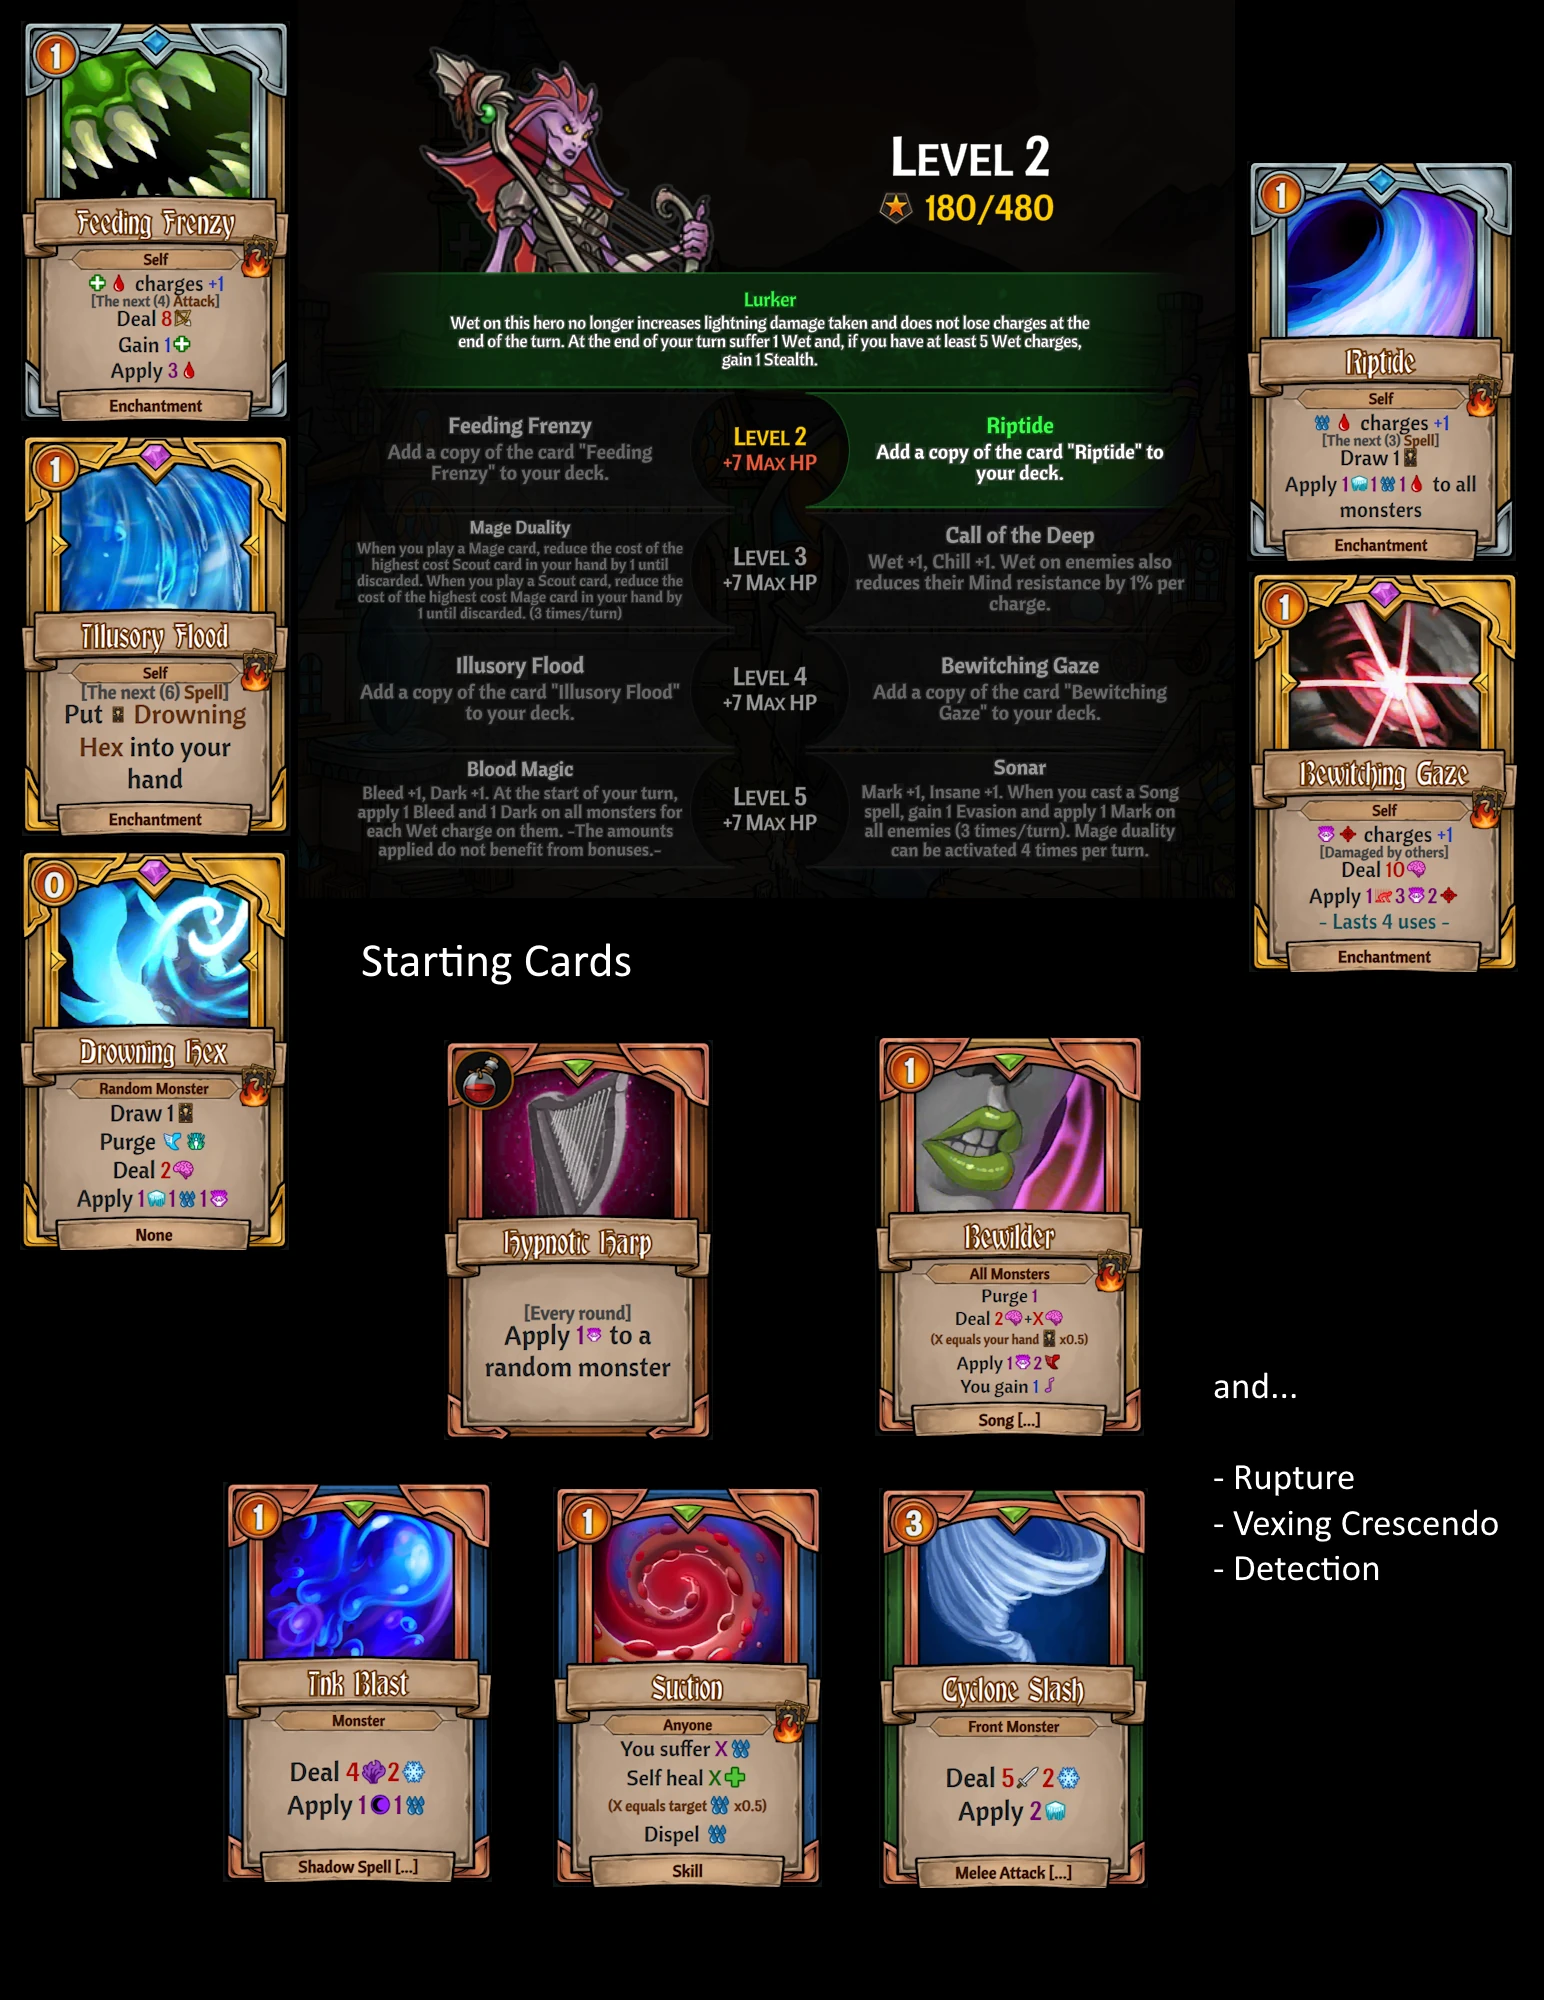 1
Feeding Frenzy
Self
charges +1
[The next (4) Attack]
Deal 8
Gain 1
Apply 3
Enchantment
1
Illusory Flood
Self
[The next (6) Spell]
Put Drowning
Hex into your
hand
Enchantment
0
Drowning Hex
Random Monster
Draw 1
Purge
Deal 2
Apply 1 1 1
None
LEVEL 2
180/480
Lurker
Wet on this hero no longer increases lightning damage taken and does not lose charges at the
end of the turn. At the end of your turn suffer 1 Wet and, if you have at least 5 Wet charges,
gain 1 Stealth.
Feeding Frenzy
Add a copy of the card "Feeding
Frenzy" to your deck.
LEVEL 2
+7 MAX HP
Riptide
Add a copy of the card "Riptide" to
your deck.
Mage Duality
When you play a Mage card, reduce the cost of the
highest cost Scout card in your hand by 1 until
discarded. When you play a Scout card, reduce the
cost of the highest cost Mage card in your hand by
1 until discarded. (3 times/turn)
LEVEL 3
+7 MAX HP
Call of the Deep
Wet +1, Chill +1. Wet on enemies also
reduces their Mind resistance by 1% per
charge.
Illusory Flood
Add a copy of the card "Illusory Flood"
to your deck.
LEVEL 4
+7 MAX HP
Bewitching Gaze
Add a copy of the card "Bewitching
Gaze" to your deck.
Blood Magic
Bleed +1, Dark +1. At the start of your turn,
apply 1 Bleed and 1 Dark on all monsters for
each Wet charge on them. -The amounts
applied do not benefit from bonuses.-
LEVEL 5
+7 MAX HP
Sonar
Mark +1, Insane +1. When you cast a Song
spell, gain 1 Evasion and apply 1 Mark on
all enemies (3 times/turn). Mage duality
can be activated 4 times per turn.
1
Riptide
Self
charges +1
[The next (3) Spell]
Draw 1
Apply 1 1 1 to all
monsters
Enchantment
1
Bewitching Gaze
Self
charges +1
[Damaged by others]
Deal 10
Apply 1 3 2
- Lasts 4 uses -
Enchantment
Starting Cards
Hypnotic Harp
[Every round]
Apply 1 to a
random monster
1
Bewilder
All Monsters
Purge 1
Deal 2 +X
(X equals your hand x0.5)
Apply 1 2
You gain 1
Song [...]
and...
- Rupture
- Vexing Crescendo
- Detection
1
Ink Blast
Monster
Deal 4 2
Apply 1 1
Shadow Spell [...]
1
Suction
Anyone
You suffer X
Self heal X
(X equals target x0.5)
Dispel
Skill
3
Cyclone Slash
Front Monster
Deal 5 2
Apply 2
Melee Attack [...]